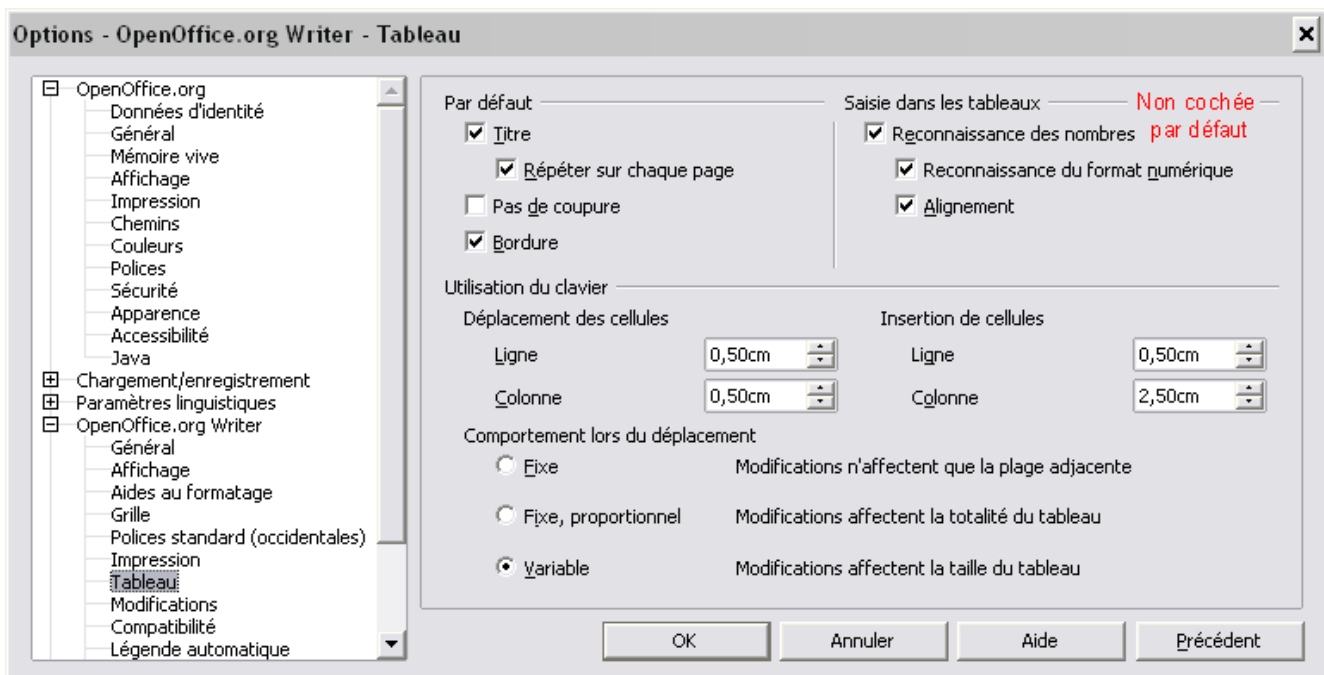 Options - OpenOffice.org Writer - Tableau
OpenOffice.org
Données d'identité
Général
Mémoire vive
Affichage
Impression
Chemins
Couleurs
Polices
Sécurité
Apparence
Accessibilité
Java
Chargement/enregistrement
Paramètres linguistiques
OpenOffice.org Writer
Général
Affichage
Aides au formatage
Grille
Polices standard (occidentales)
Impression
Tableau
Modifications
Compatibilité
Légende automatique
Par défaut
Titre
Répéter sur chaque page
Pas de coupure
Bordure
Saisie dans les tableaux
Non cochée
par défaut
Reconnaissance des nombres
Reconnaissance du format numérique
Alignement
Utilisation du clavier
Déplacement des cellules
Ligne 0,50cm
Colonne 0,50cm
Insertion de cellules
Ligne 0,50cm
Colonne 2,50cm
Comportement lors du déplacement
Fixe Modifications n'affectent que la plage adjacente
Fixe, proportionnel Modifications affectent la totalité du tableau
Variable Modifications affectent la taille du tableau
OK Annuler Aide Précédent